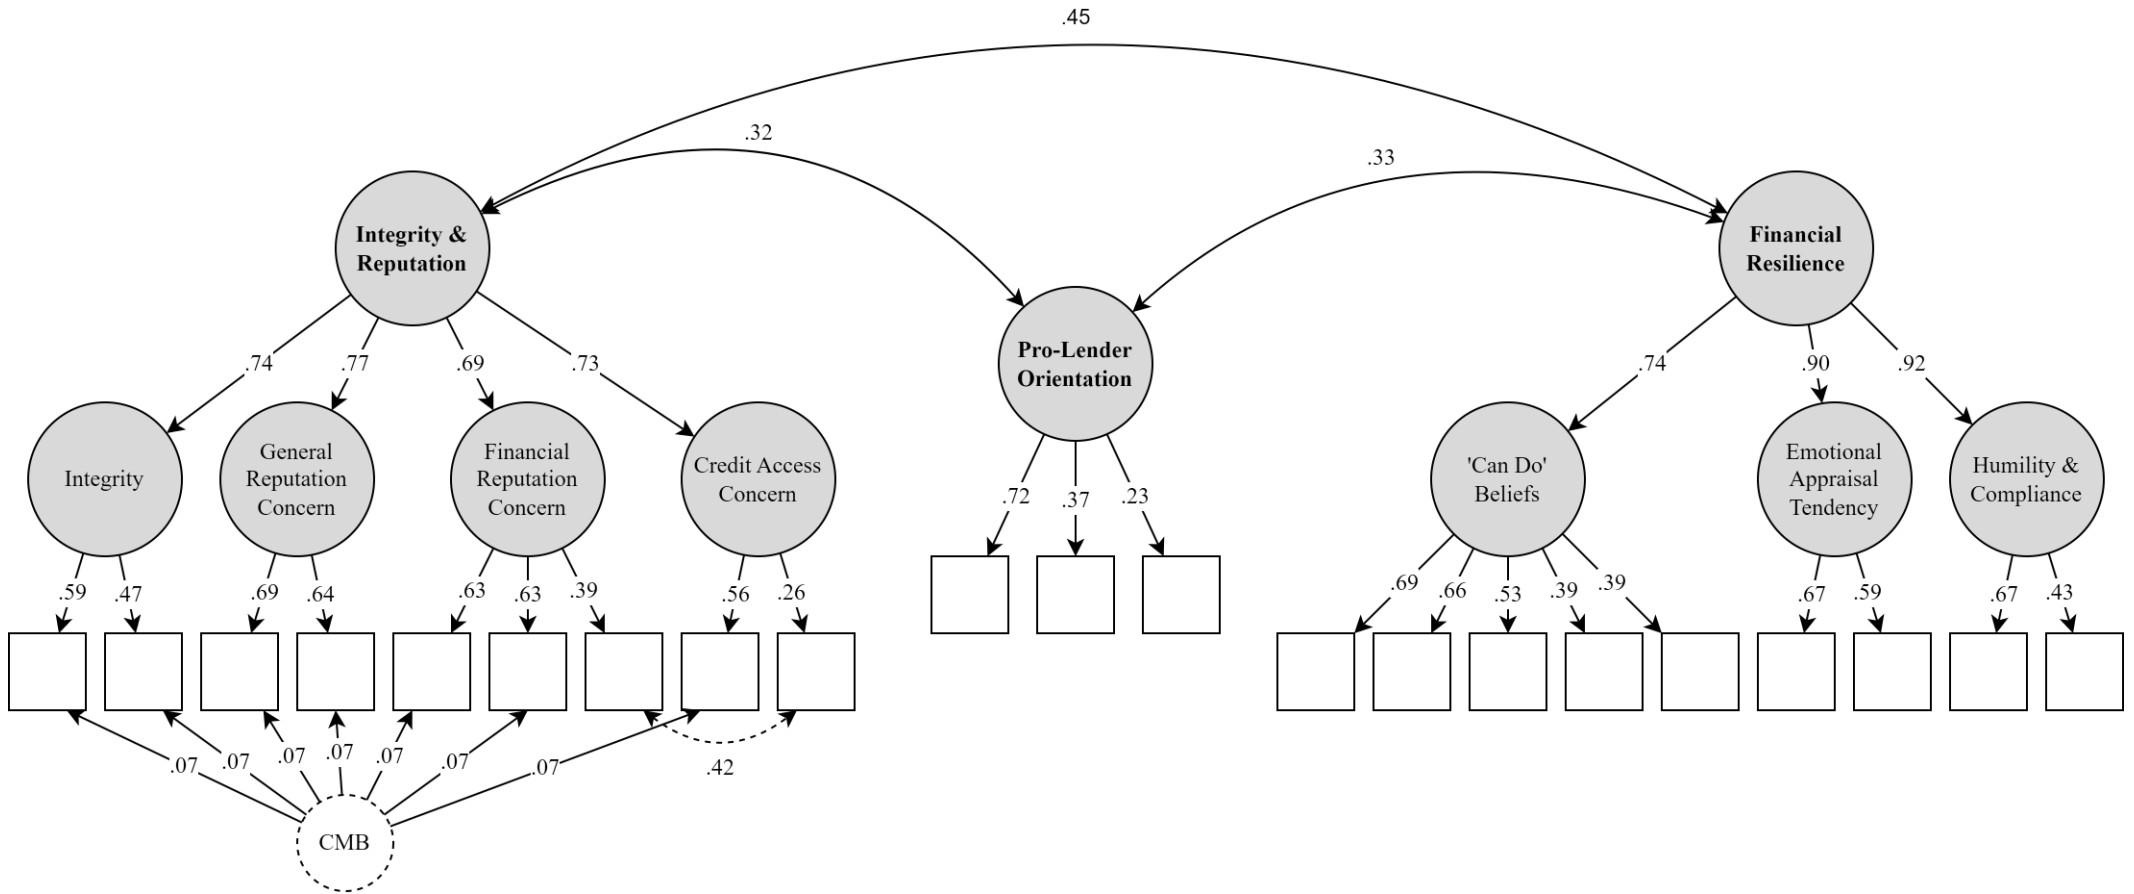 .45
.32
.33
Integrity &
Reputation
Financial
Resilience
Pro-Lender
Orientation
.74
.77
.69
.73
.74
.90
.92
Integrity
General
Reputation
Concern
Financial
Reputation
Concern
Credit Access
Concern
'Can Do'
Beliefs
Emotional
Appraisal
Tendency
Humility &
Compliance
.72
.37
.23
.59
.47
.69
.64
.63
.63
.39
.56
.26
.69
.66
.53
.39
.39
.67
.59
.67
.43
.07
.07
.07
.07
.07
.07
.07
.42
CMB